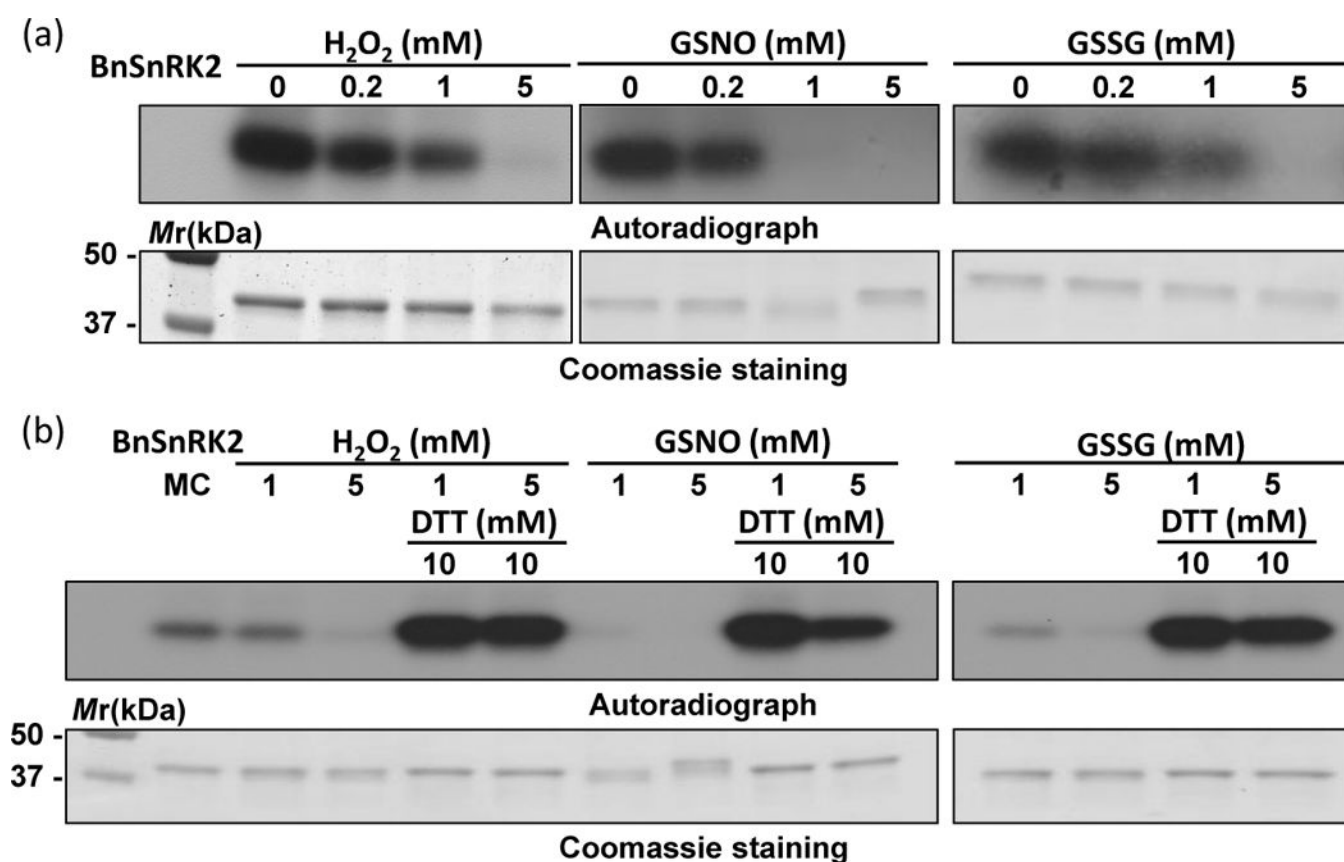 (a)
H₂O₂ (mM) GSNO (mM) GSSG (mM)
BnSnRK2
0 0.2 1 5 0 0.2 1 5 0 0.2 1 5
Mr(kDa) Autoradiograph
50 -
37 -
Coomassie staining
(b)
BnSnRK2 H₂O₂ (mM) GSNO (mM) GSSG (mM)
MC 1 5 1 5 1 5 1 5 1 5 1 5
DTT (mM) DTT (mM) DTT (mM)
10 10 10 10 10 10
Mr(kDa) Autoradiograph
50 -
37 -
Coomassie staining